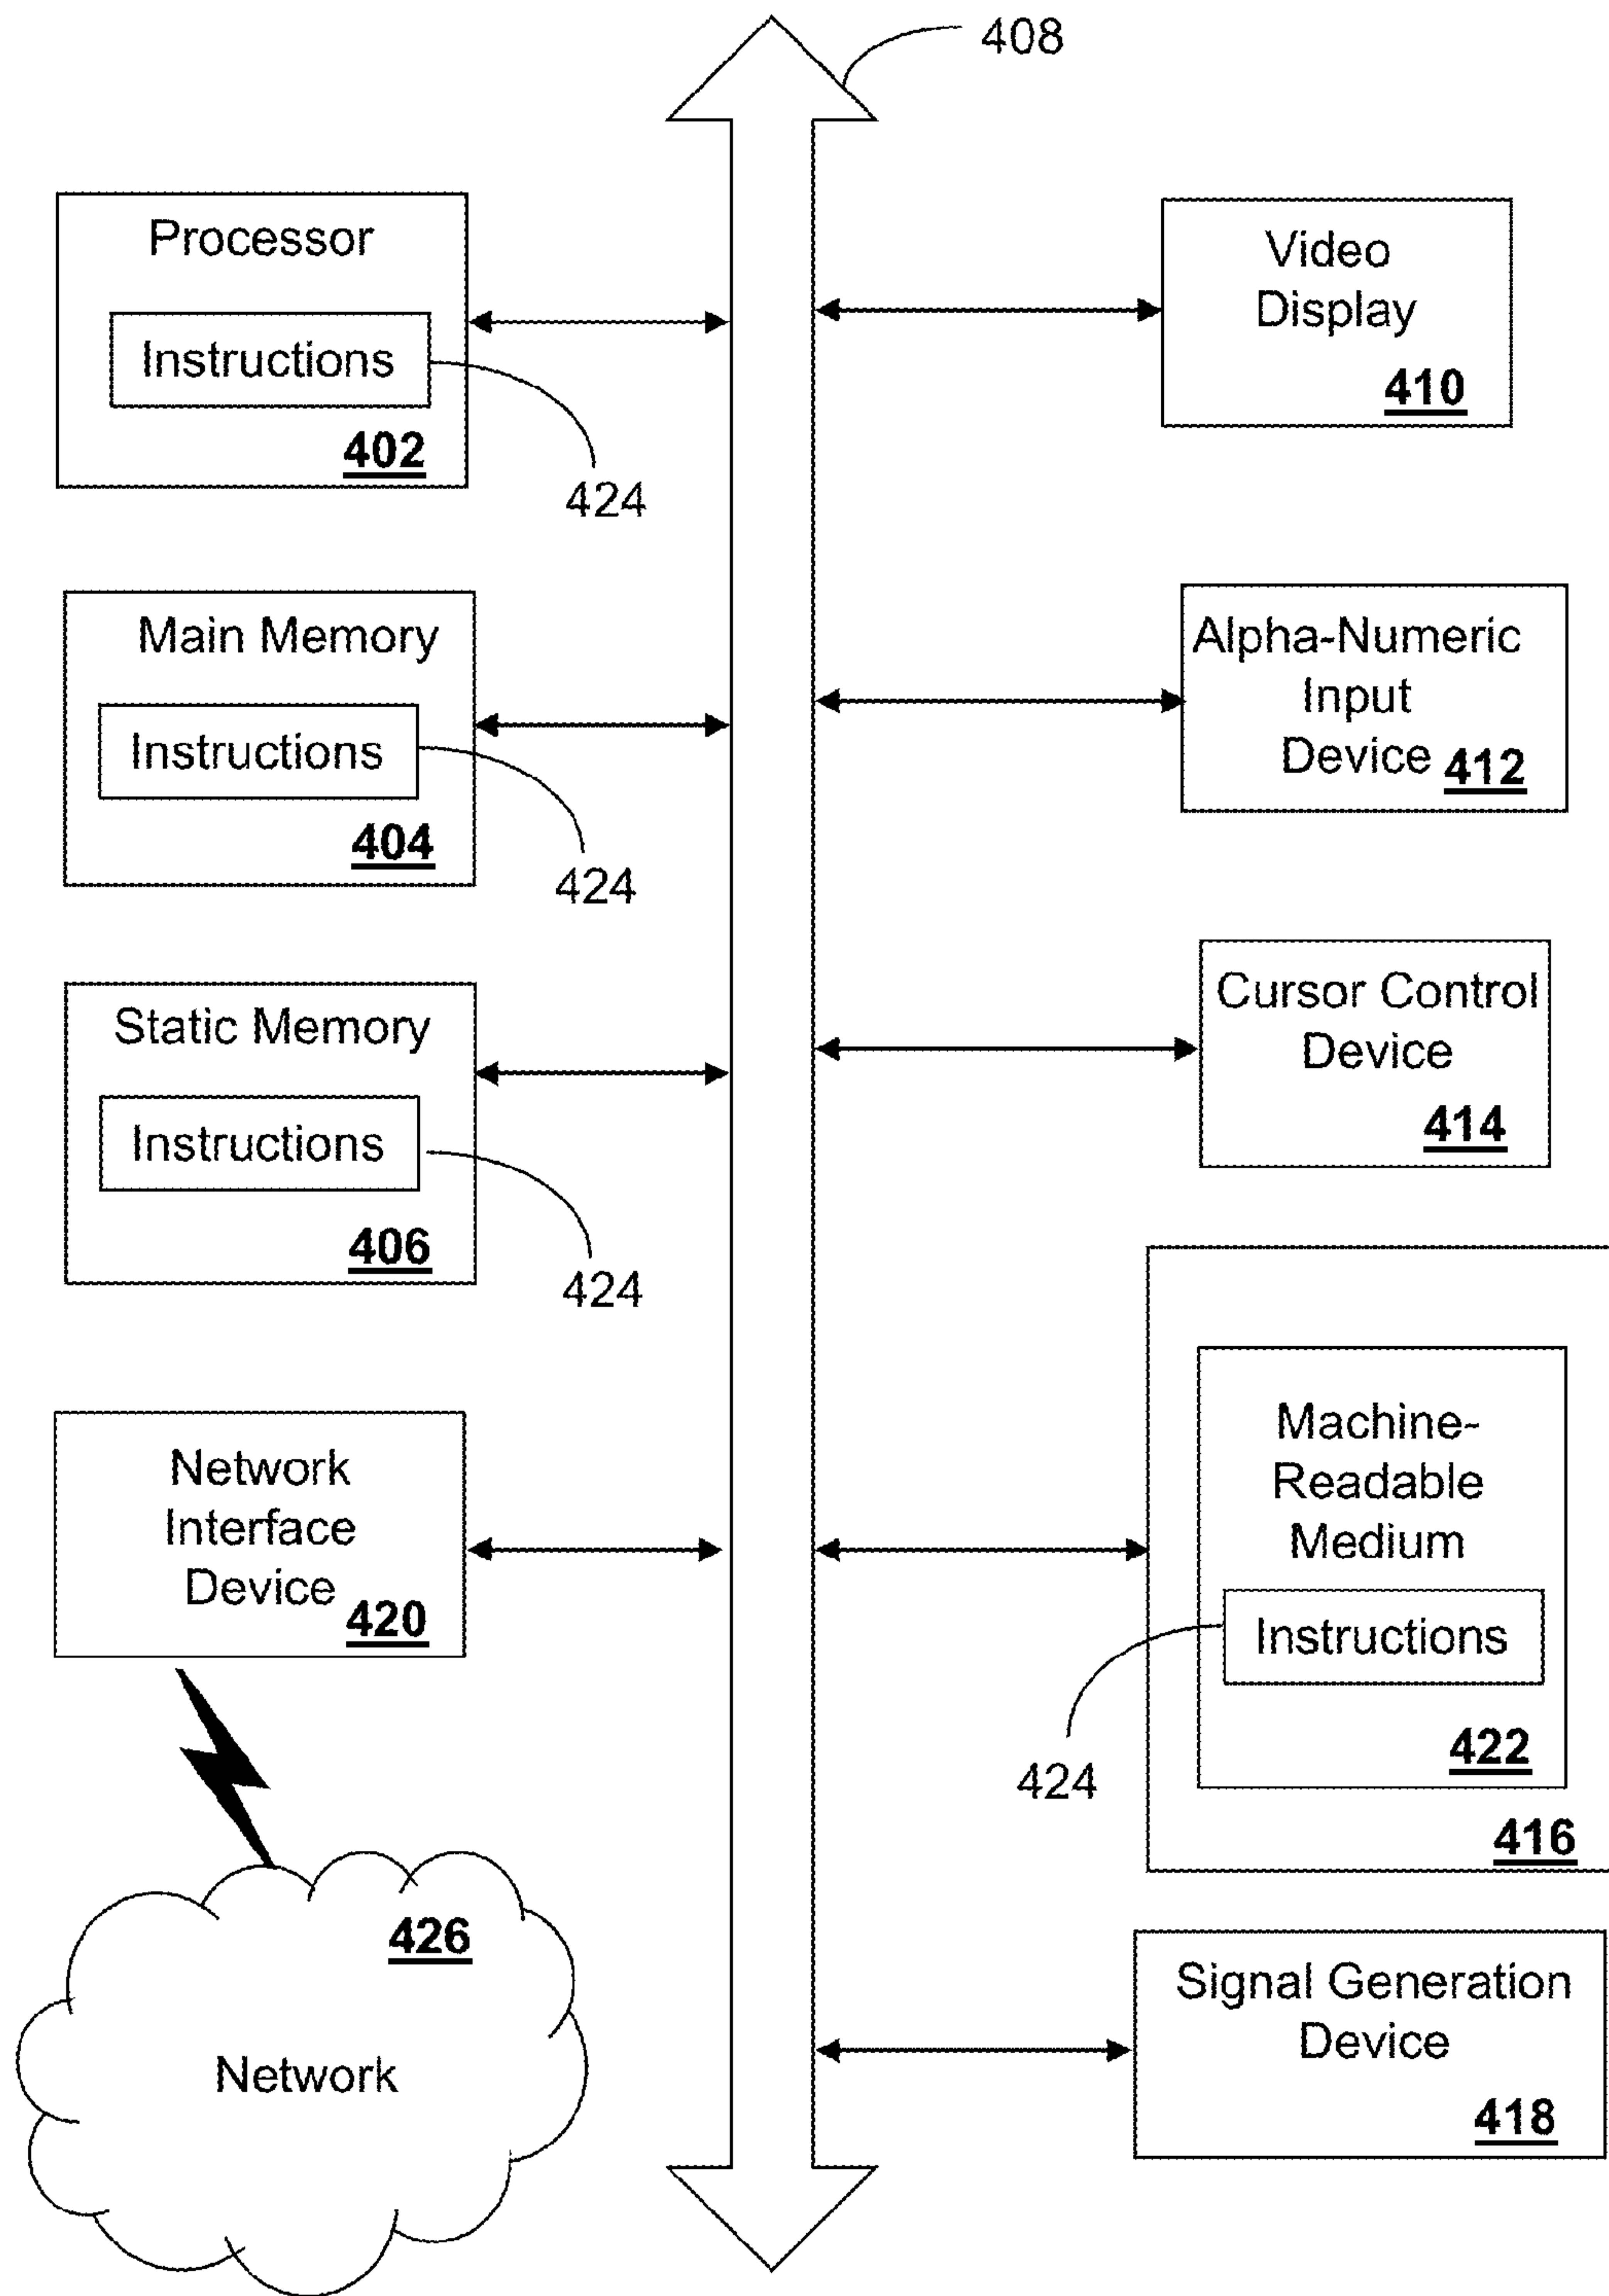 408
Processor
Instructions
402
424
Main Memory
Instructions
404
424
Static Memory
Instructions
406
424
Network
Interface
Device
420
426
Network
Video
Display
410
Alpha-Numeric
Input
Device 412
Cursor Control
Device
414
Machine-
Readable
Medium
Instructions
424
422
416
Signal Generation
Device
418